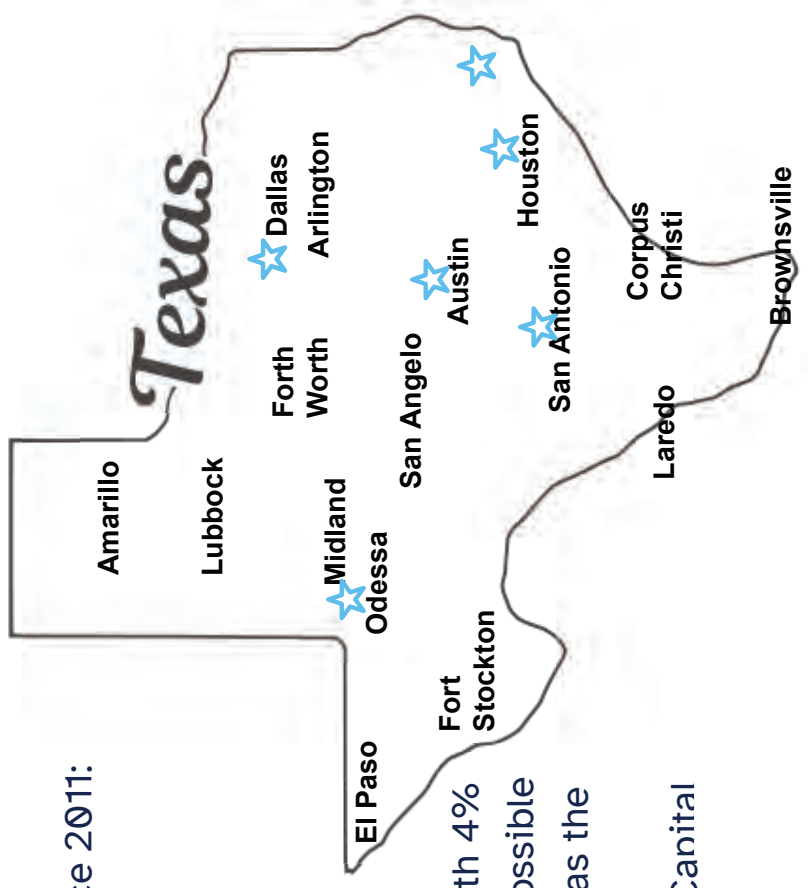 ce 2011:
th 4%
ossible
as the
Capital
Texas
Amarillo
Lubbock
Dallas
Arlington
Forth
Worth
Midland
Odessa
El Paso
San Angelo
Austin
Fort
Stockton
Houston
San Antonio
Corpus
Christi
Laredo
Brownsville